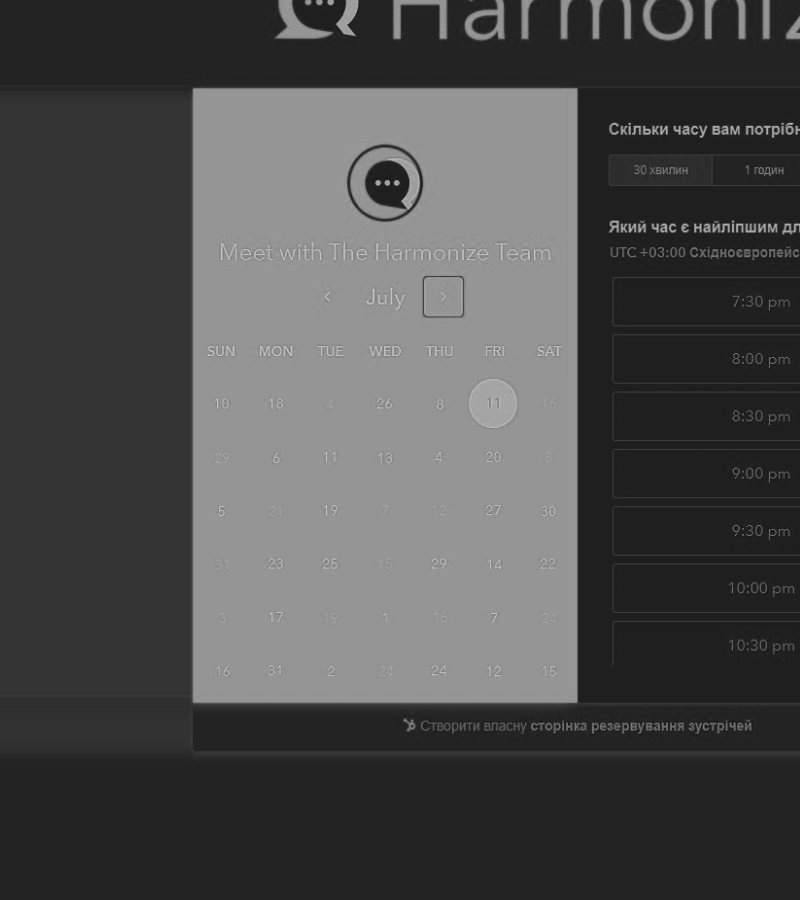 Harmoniz
Meet with The Harmonize Team
July
SUN MON TUE WED THU FRI SAT
10 18 4 26 8 11 16
29 6 11 13 4 20 8
5 21 19 7 12 27 30
31 23 25 15 29 14 22
3 17 19 1 16 7 24
16 31 2 24 24 12 15
Скільки часу вам потрібн
30 хвилин 1 годин
Який час є найліпшим дл
UTC +03:00 Східноєвропейс
7:30 pm
8:00 pm
8:30 pm
9:00 pm
9:30 pm
10:00 pm
10:30 pm
Створити власну сторінка резервування зустрічей